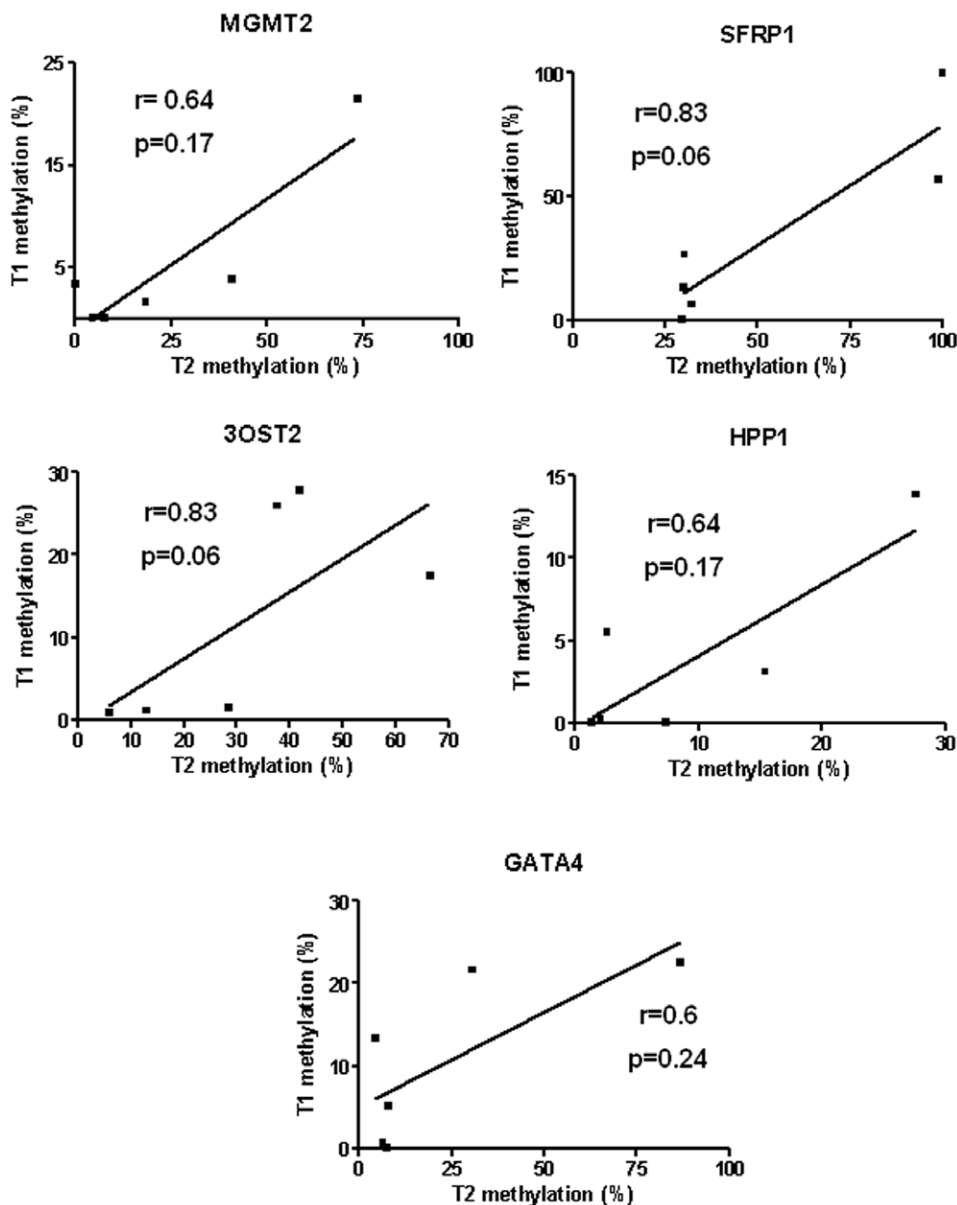 MGMT2
25
15
5
T1 methylation (%)
r= 0.64
p=0.17
0 25 50 75 100
T2 methylation (%)
SFRP1
100
50
0
T1 methylation (%)
r=0.83
p=0.06
0 25 50 75 100
T2 methylation (%)
3OST2
30
20
10
0
T1 methylation (%)
r=0.83
p=0.06
0 10 20 30 40 50 60 70
T2 methylation (%)
HPP1
15
10
5
0
T1 methylation (%)
r=0.64
p=0.17
0 10 20 30
T2 methylation (%)
GATA4
30
20
10
0
T1 methylation (%)
r=0.6
p=0.24
0 25 50 75 100
T2 methylation (%)